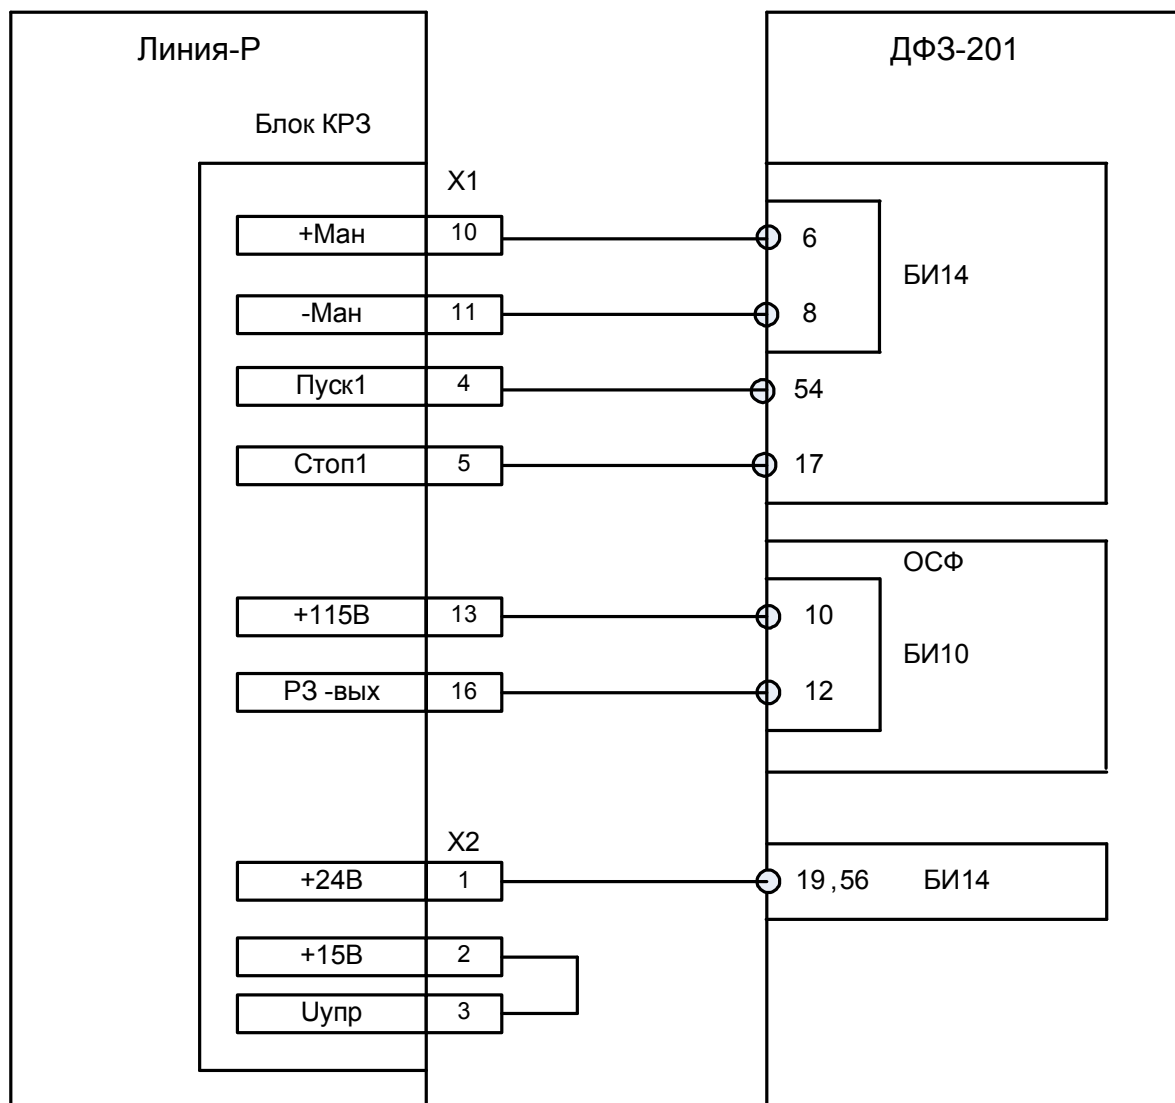 Линия-Р
ДФЗ-201
Блок КРЗ
X1
+Ман 10 6
БИ14
-Ман 11 8
Пуск1 4 54
Стоп1 5 17
ОСФ
+115В 13 10
БИ10
РЗ -вых 16 12
X2
+24В 1 19 ,56 БИ14
+15В 2
Uупр 3